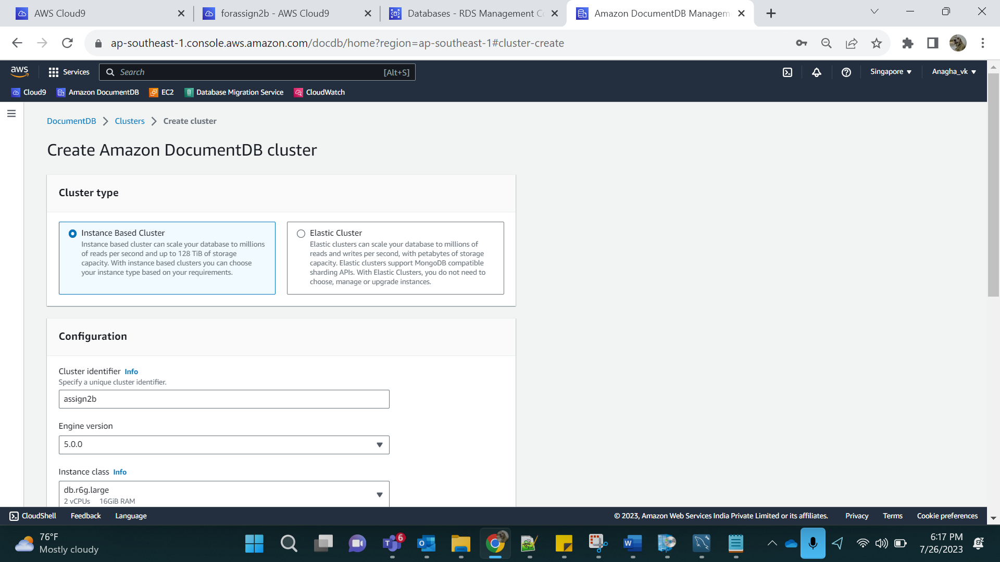 AWS Cloud9
forassign2b - AWS Cloud9
Databases - RDS Management Co
Amazon DocumentDB Managem
ap-southeast-1.console.aws.amazon.com/docdb/home?region=ap-southeast-1#cluster-create
aws
Services
Search
[Alt+S]
Singapore
Anagha_vk
Cloud9
Amazon DocumentDB
EC2
Database Migration Service
CloudWatch
DocumentDB
Clusters
Create cluster
Create Amazon DocumentDB cluster
Cluster type
Instance Based Cluster
Instance based cluster can scale your database to millions
of reads per second and up to 128 TiB of storage
capacity. With instance based clusters you can choose
your instance type based on your requirements.
Elastic Cluster
Elastic clusters can scale your database to millions of
reads and writes per second, with petabytes of storage
capacity. Elastic clusters support MongoDB compatible
sharding APIs. With Elastic Clusters, you do not need to
choose, manage or upgrade instances.
Configuration
Cluster identifier Info
Specify a unique cluster identifier.
assign2b
Engine version
5.0.0
Instance class Info
db.r6g.large
2 vCPUs 16GiB RAM
CloudShell
Feedback
Language
© 2023, Amazon Web Services India Private Limited or its affiliates.
Privacy
Terms
Cookie preferences
76°F
Mostly cloudy
6
6:17 PM
7/26/2023